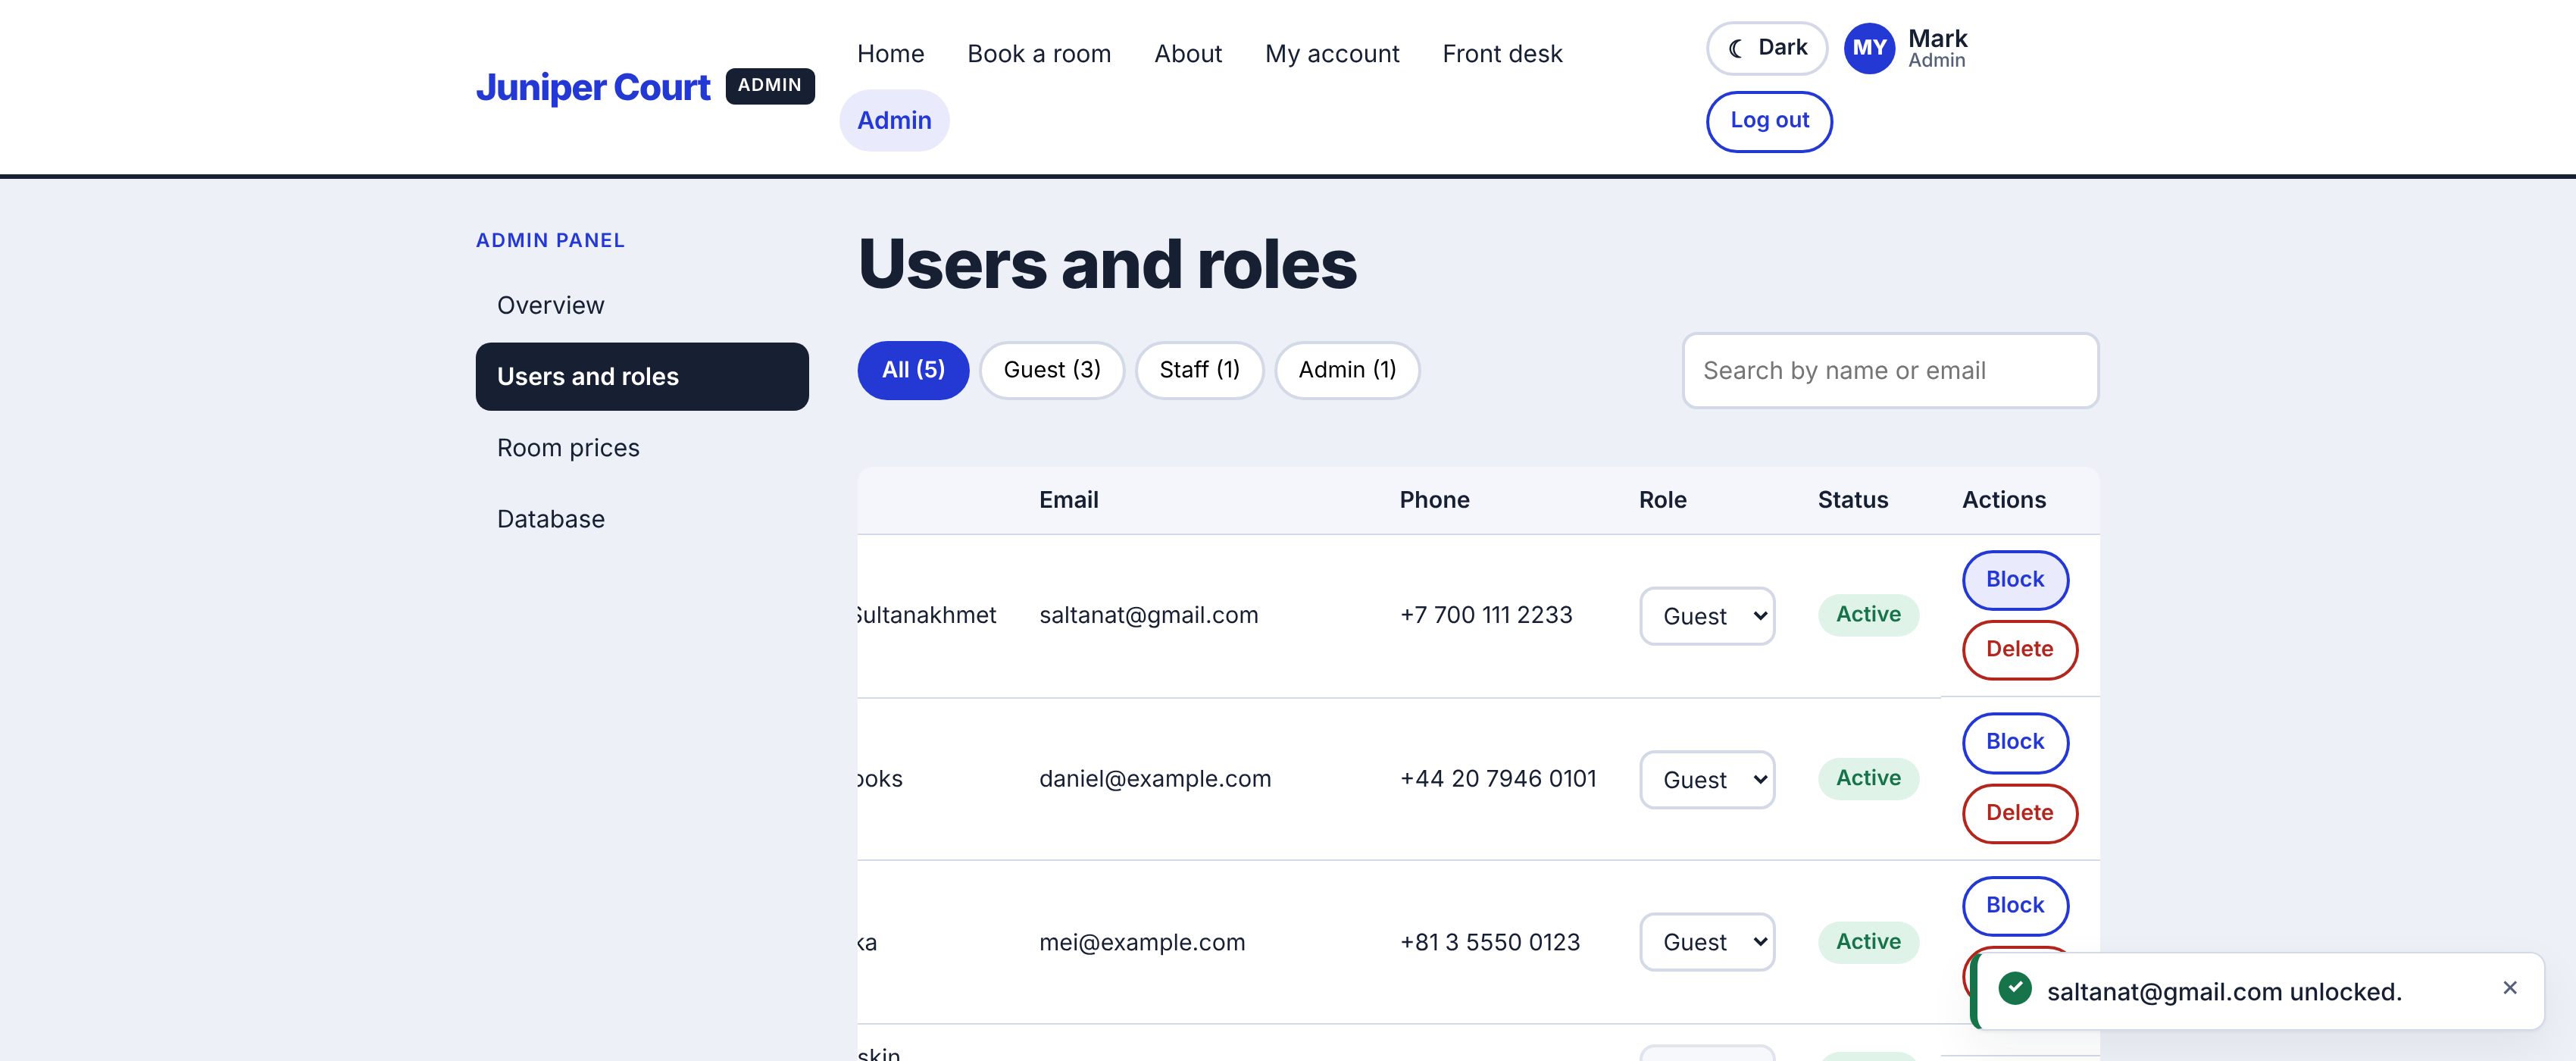 Juniper Court ADMIN
Home Book a room About My account Front desk
Admin
Dark MY Mark
Admin
Log out
ADMIN PANEL
Overview
Users and roles
Room prices
Database
Users and roles
All (5) Guest (3) Staff (1) Admin (1) Search by name or email
Email Phone Role Status Actions
Sultanakhmet saltanat@gmail.com +7 700 111 2233 Guest Active Block
Delete
ooks daniel@example.com +44 20 7946 0101 Guest Active Block
Delete
ka mei@example.com +81 3 5550 0123 Guest Active Block
saltanat@gmail.com unlocked.
skin